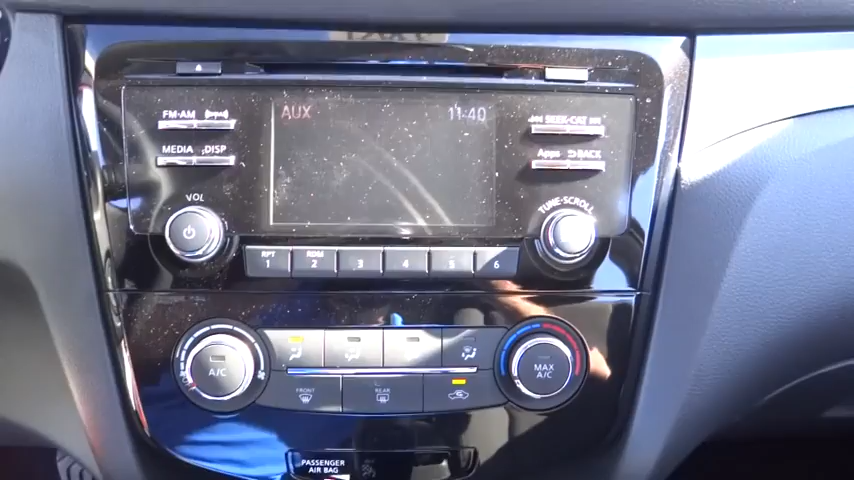 AUX 11:40
FM·AM
SEEK·CAT
MEDIA DISP
Apps BACK
VOL
TUNE·SCROLL
RPT RDM
1 2 3 4 5 6
A/C
MAX
A/C
FRONT REAR
PASSENGER
AIR BAG